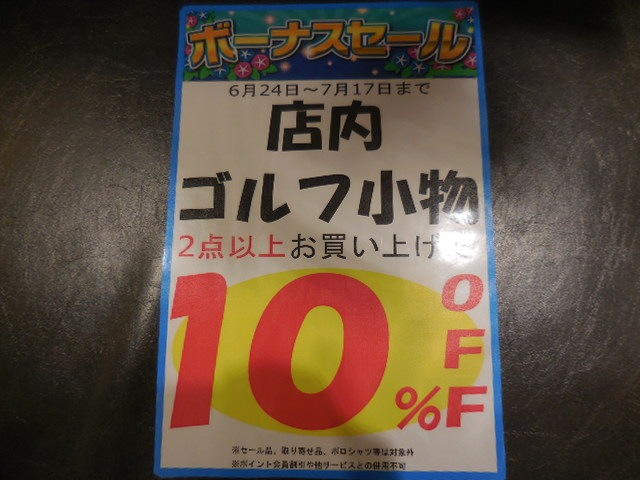 ボーナスセール
6月24日～7月17日まで
店内
ゴルフ小物
2点以上お買い上げ
10%OFF
※セール品、取り寄せ品、ポロシャツ等は対象外
※ポイント会員割引や他サービスとの併用不可